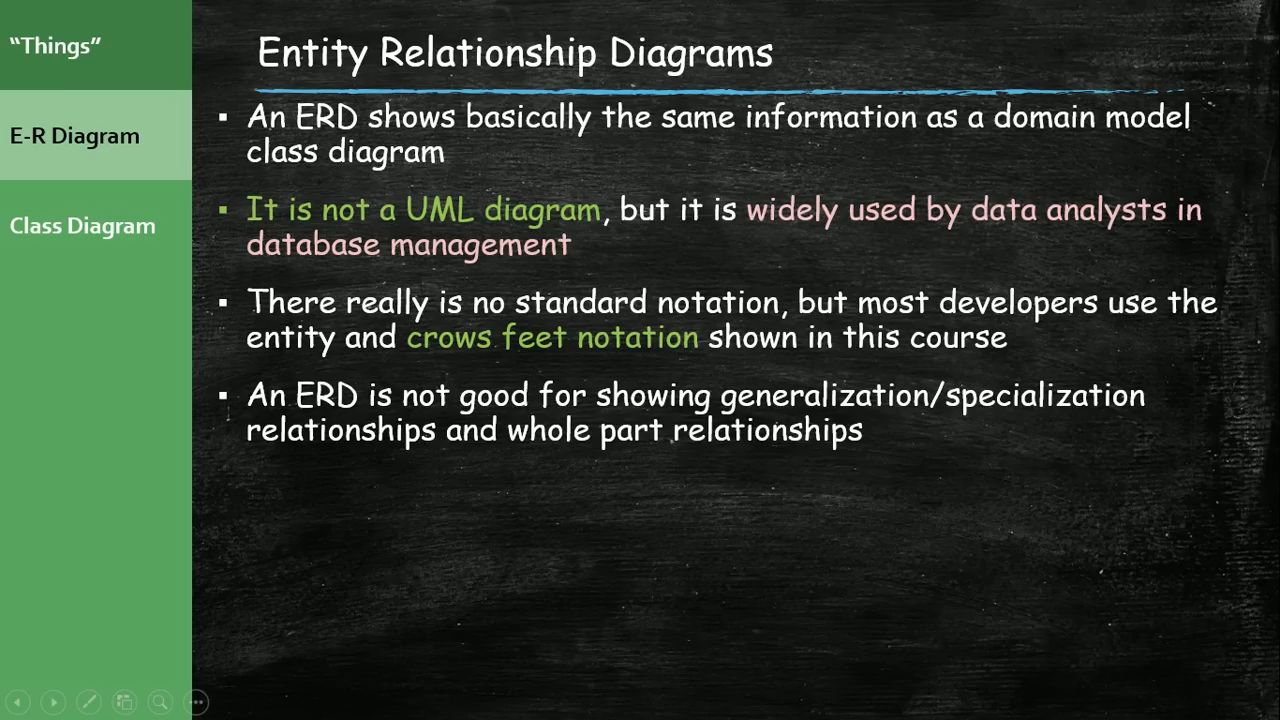 “Things”
E-R Diagram
Class Diagram
Entity Relationship Diagrams
▪ An ERD shows basically the same information as a domain model
class diagram
▪ It is not a UML diagram, but it is widely used by data analysts in
database management
▪ There really is no standard notation, but most developers use the
entity and crows feet notation shown in this course
▪ An ERD is not good for showing generalization/specialization
relationships and whole part relationships